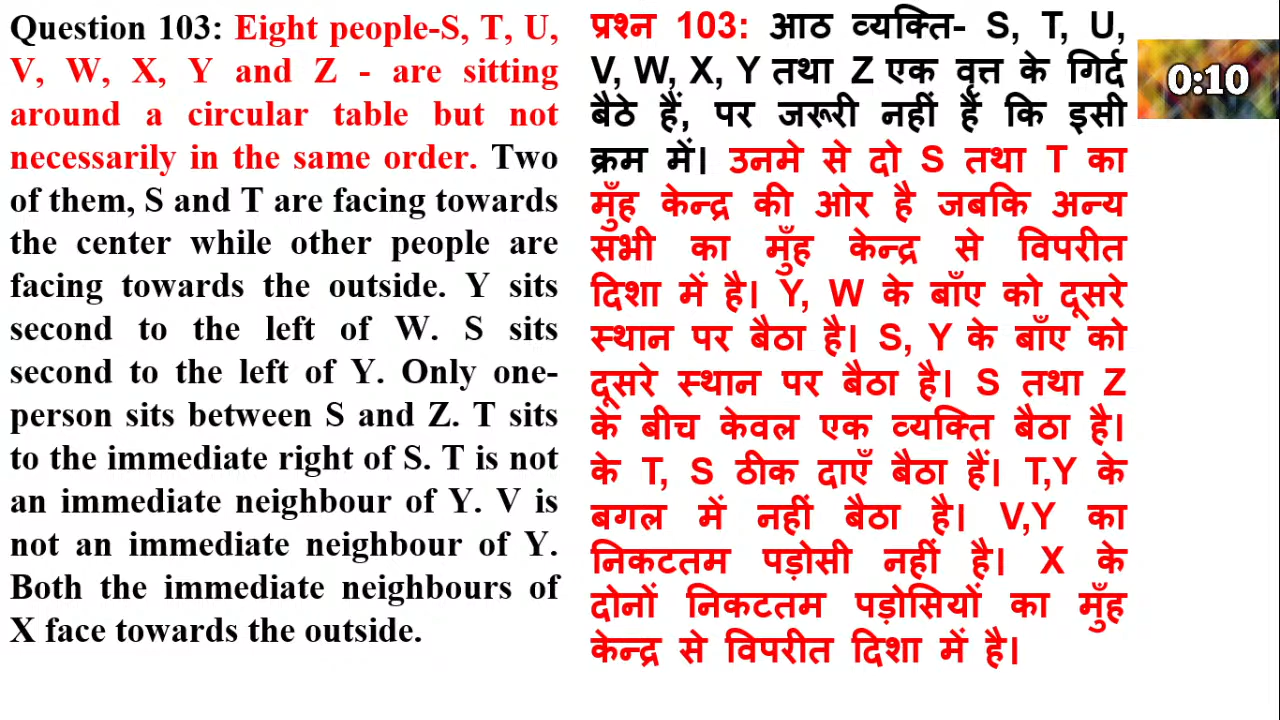 Question 103: Eight people-S, T, U,
V, W, X, Y and Z - are sitting
around a circular table but not
necessarily in the same order. Two
of them, S and T are facing towards
the center while other people are
facing towards the outside. Y sits
second to the left of W. S sits
second to the left of Y. Only one-
person sits between S and Z. T sits
to the immediate right of S. T is not
an immediate neighbour of Y. V is
not an immediate neighbour of Y.
Both the immediate neighbours of
X face towards the outside.
प्रश्न 103: आठ व्यक्ति- S, T, U,
V, W, X, Y तथा Z एक वृत्त के गिर्द
बैठे हैं, पर जरूरी नहीं है कि इसी
क्रम में। उनमे से दो S तथा T का
मुँह केन्द्र की ओर है जबकि अन्य
सभी का मुँह केन्द्र से विपरीत
दिशा में है। Y, W के बाँए को दूसरे
स्थान पर बैठा है। S, Y के बाँए को
दूसरे स्थान पर बैठा है। S तथा Z
के बीच केवल एक व्यक्ति बैठा है।
के T, S ठीक दाएँ बैठा हैं। T,Y के
बगल में नहीं बैठा है। V,Y का
निकटतम पड़ोसी नहीं है। X के
दोनों निकटतम पड़ोसियों का मुँह
केन्द्र से विपरीत दिशा में है।
0:10